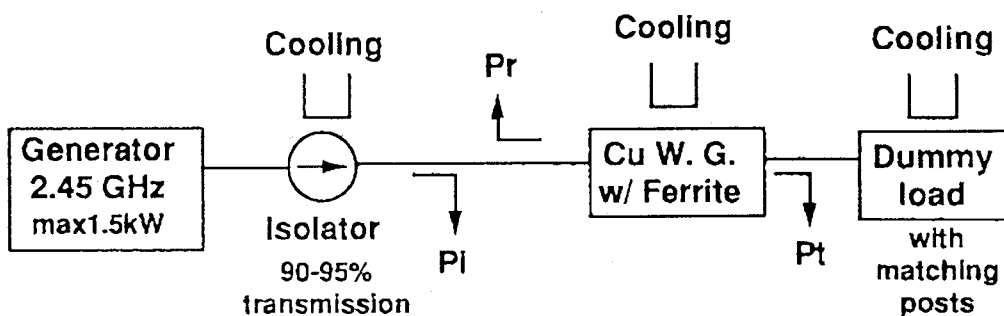 Cooling
Cooling
Cooling
Pr
Generator
2.45 GHz
max1.5kW
Isolator
90-95%
transmission
Pi
Cu W. G.
w/ Ferrite
Pt
Dummy
load
with
matching
posts